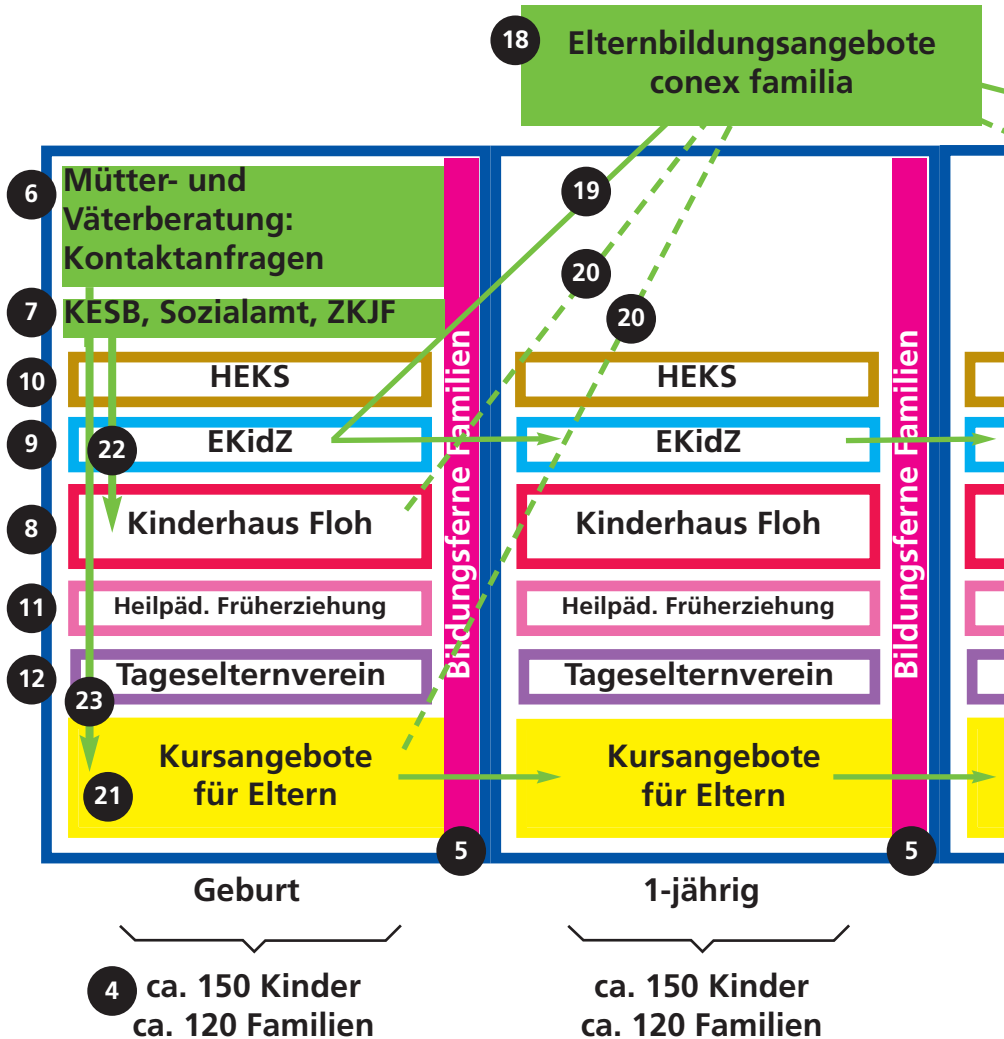 18 Elternbildungsangebote
conex familia
6 Mütter- und
Väterberatung:
Kontaktanfragen
19
20
7 KESB, Sozialamt, ZKJF
20
10 HEKS
HEKS
9 EKidZ
EKidZ
22
8 Kinderhaus Floh
Kinderhaus Floh
11 Heilpäd. Früherziehung
Heilpäd. Früherziehung
12 Tageselternverein
Tageselternverein
23
Kursangebote
für Eltern
21
Kursangebote
für Eltern
Bildungsferne Familien
Bildungsferne Familien
5
5
Geburt
1-jährig
4 ca. 150 Kinder
ca. 120 Familien
ca. 150 Kinder
ca. 120 Familien